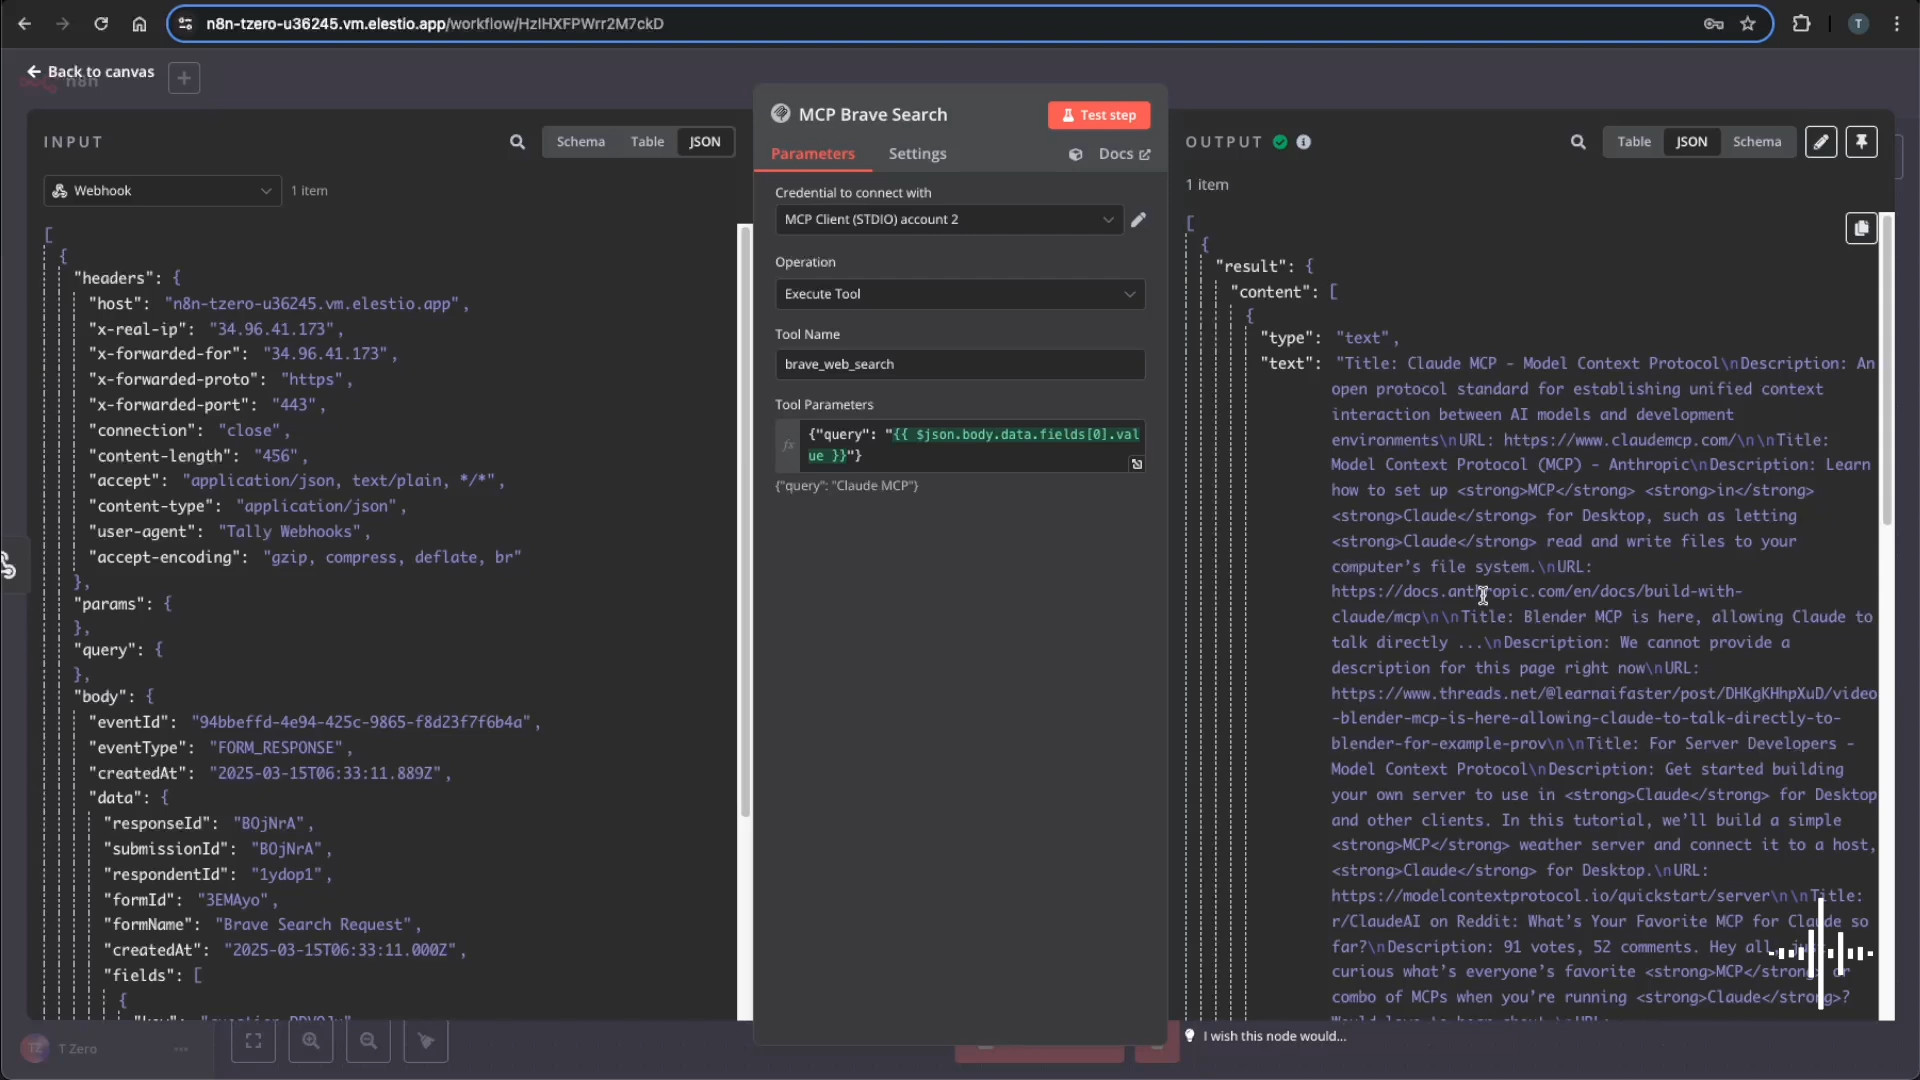 n8n-tzero-u36245.vm.elestio.app/workflow/HzlHXFPWrr2M7ckD
T
Back to canvas
n8n
INPUT
Schema
Table
JSON
Webhook
1 item
[
{
"headers": {
"host": "n8n-tzero-u36245.vm.elestio.app",
"x-real-ip": "34.96.41.173",
"x-forwarded-for": "34.96.41.173",
"x-forwarded-proto": "https",
"x-forwarded-port": "443",
"connection": "close",
"content-length": "456",
"accept": "application/json, text/plain, */*",
"content-type": "application/json",
"user-agent": "Tally Webhooks",
"accept-encoding": "gzip, compress, deflate, br"
},
"params": {
},
"query": {
},
"body": {
"eventId": "94bbeffd-4e94-425c-9865-f8d23f7f6b4a",
"eventType": "FORM_RESPONSE",
"createdAt": "2025-03-15T06:33:11.889Z",
"data": {
"responseId": "BOjNrA",
"submissionId": "BOjNrA",
"respondentId": "1ydop1",
"formId": "3EMAyo",
"formName": "Brave Search Request",
"createdAt": "2025-03-15T06:33:11.000Z",
"fields": [
{
TZ
T Zero
MCP Brave Search
Test step
Parameters
Settings
Docs
Credential to connect with
MCP Client (STDIO) account 2
Operation
Execute Tool
Tool Name
brave_web_search
Tool Parameters
fx
{"query": "{{ $json.body.data.fields[0].val
ue }}"}
{"query": "Claude MCP"}
OUTPUT
Table
JSON
Schema
1 item
[
{
"result": {
"content": [
{
"type": "text",
"text": "Title: Claude MCP - Model Context Protocol\nDescription: An
open protocol standard for establishing unified context
interaction between AI models and development
environments\nURL: https://www.claudemcp.com/\n\nTitle:
Model Context Protocol (MCP) - Anthropic\nDescription: Learn
how to set up <strong>MCP</strong> <strong>in</strong>
<strong>Claude</strong> for Desktop, such as letting
<strong>Claude</strong> read and write files to your
computer's file system.\nURL:
https://docs.anthropic.com/en/docs/build-with-
claude/mcp\n\nTitle: Blender MCP is here, allowing Claude to
talk directly ...\nDescription: We cannot provide a
description for this page right now\nURL:
https://www.threads.net/@learnaifaster/post/DHKgKHhpXuD/video
-blender-mcp-is-here-allowing-claude-to-talk-directly-to-
blender-for-example-prov\n\nTitle: For Server Developers -
Model Context Protocol\nDescription: Get started building
your own server to use in <strong>Claude</strong> for Desktop
and other clients. In this tutorial, we'll build a simple
<strong>MCP</strong> weather server and connect it to a host,
<strong>Claude</strong> for Desktop.\nURL:
https://modelcontextprotocol.io/quickstart/server\n\nTitle:
r/ClaudeAI on Reddit: What's Your Favorite MCP for Claude so
far?\nDescription: 91 votes, 52 comments. Hey all, just
curious what's everyone's favorite <strong>MCP</strong> or
combo of MCPs when you're running <strong>Claude</strong>?
I wish this node would...